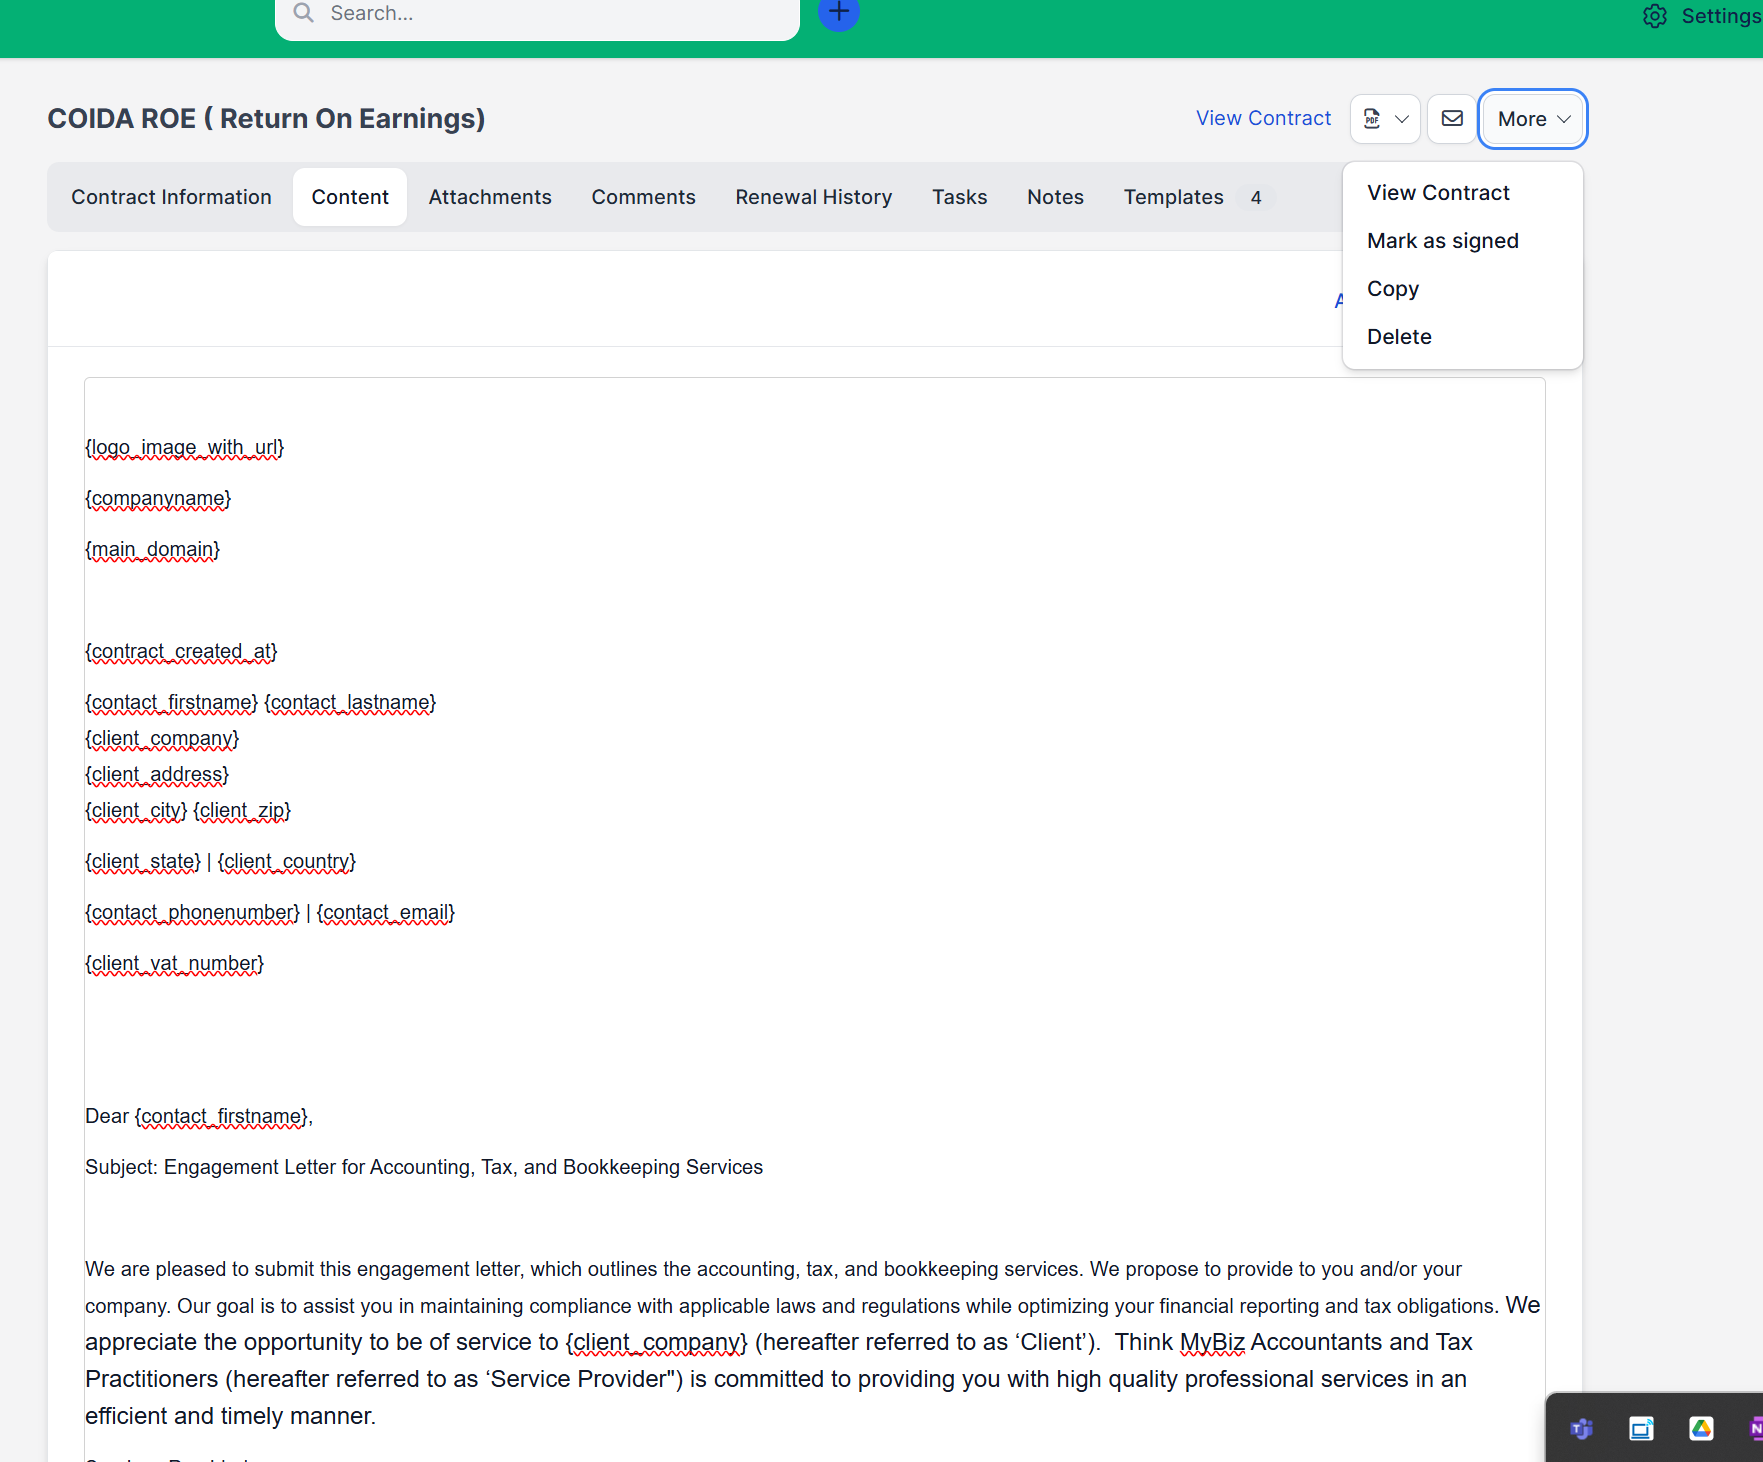 Search...
Settings
COIDA ROE ( Return On Earnings)
View Contract
PDF
More
Contract Information
Content
Attachments
Comments
Renewal History
Tasks
Notes
Templates 4
View Contract
Mark as signed
Copy
Delete
{logo_image_with_url}
{companyname}
{main_domain}
{contract_created_at}
{contact_firstname} {contact_lastname}
{client_company}
{client_address}
{client_city} {client_zip}
{client_state} | {client_country}
{contact_phonenumber} | {contact_email}
{client_vat_number}
Dear {contact_firstname},
Subject: Engagement Letter for Accounting, Tax, and Bookkeeping Services
We are pleased to submit this engagement letter, which outlines the accounting, tax, and bookkeeping services. We propose to provide to you and/or your
company. Our goal is to assist you in maintaining compliance with applicable laws and regulations while optimizing your financial reporting and tax obligations. We
appreciate the opportunity to be of service to {client_company} (hereafter referred to as ‘Client’).  Think MyBiz Accountants and Tax
Practitioners (hereafter referred to as ‘Service Provider") is committed to providing you with high quality professional services in an
efficient and timely manner.